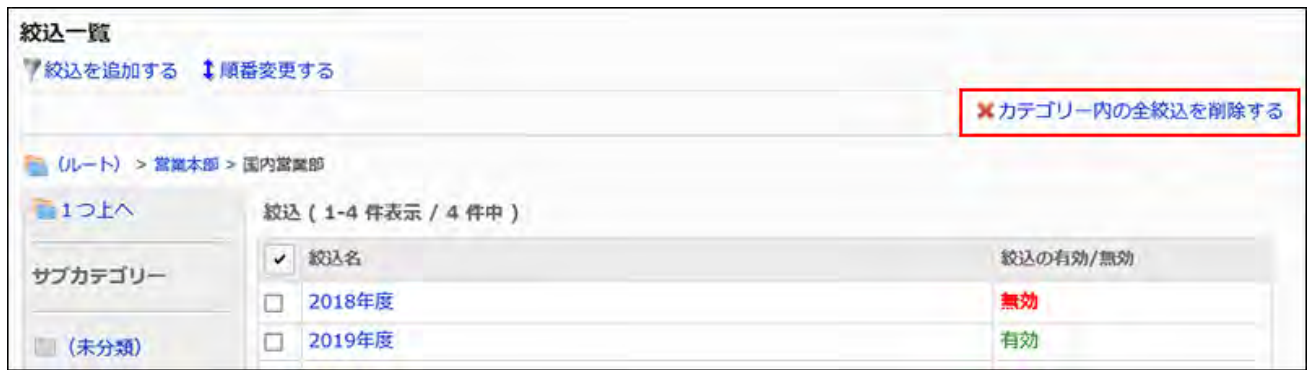 絞込一覧
絞込を追加する 順番変更する
カテゴリー内の全絞込を削除する
（ルート） > 営業本部 > 国内営業部
1つ上へ
絞込 ( 1-4 件表示 / 4 件中 )
絞込名 絞込の有効/無効
サブカテゴリー
2018年度 無効
（未分類）
2019年度 有効